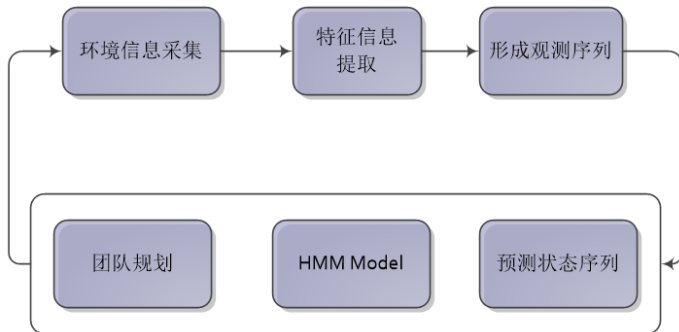 环境信息采集
特征信息
提取
形成观测序列
团队规划
HMM Model
预测状态序列